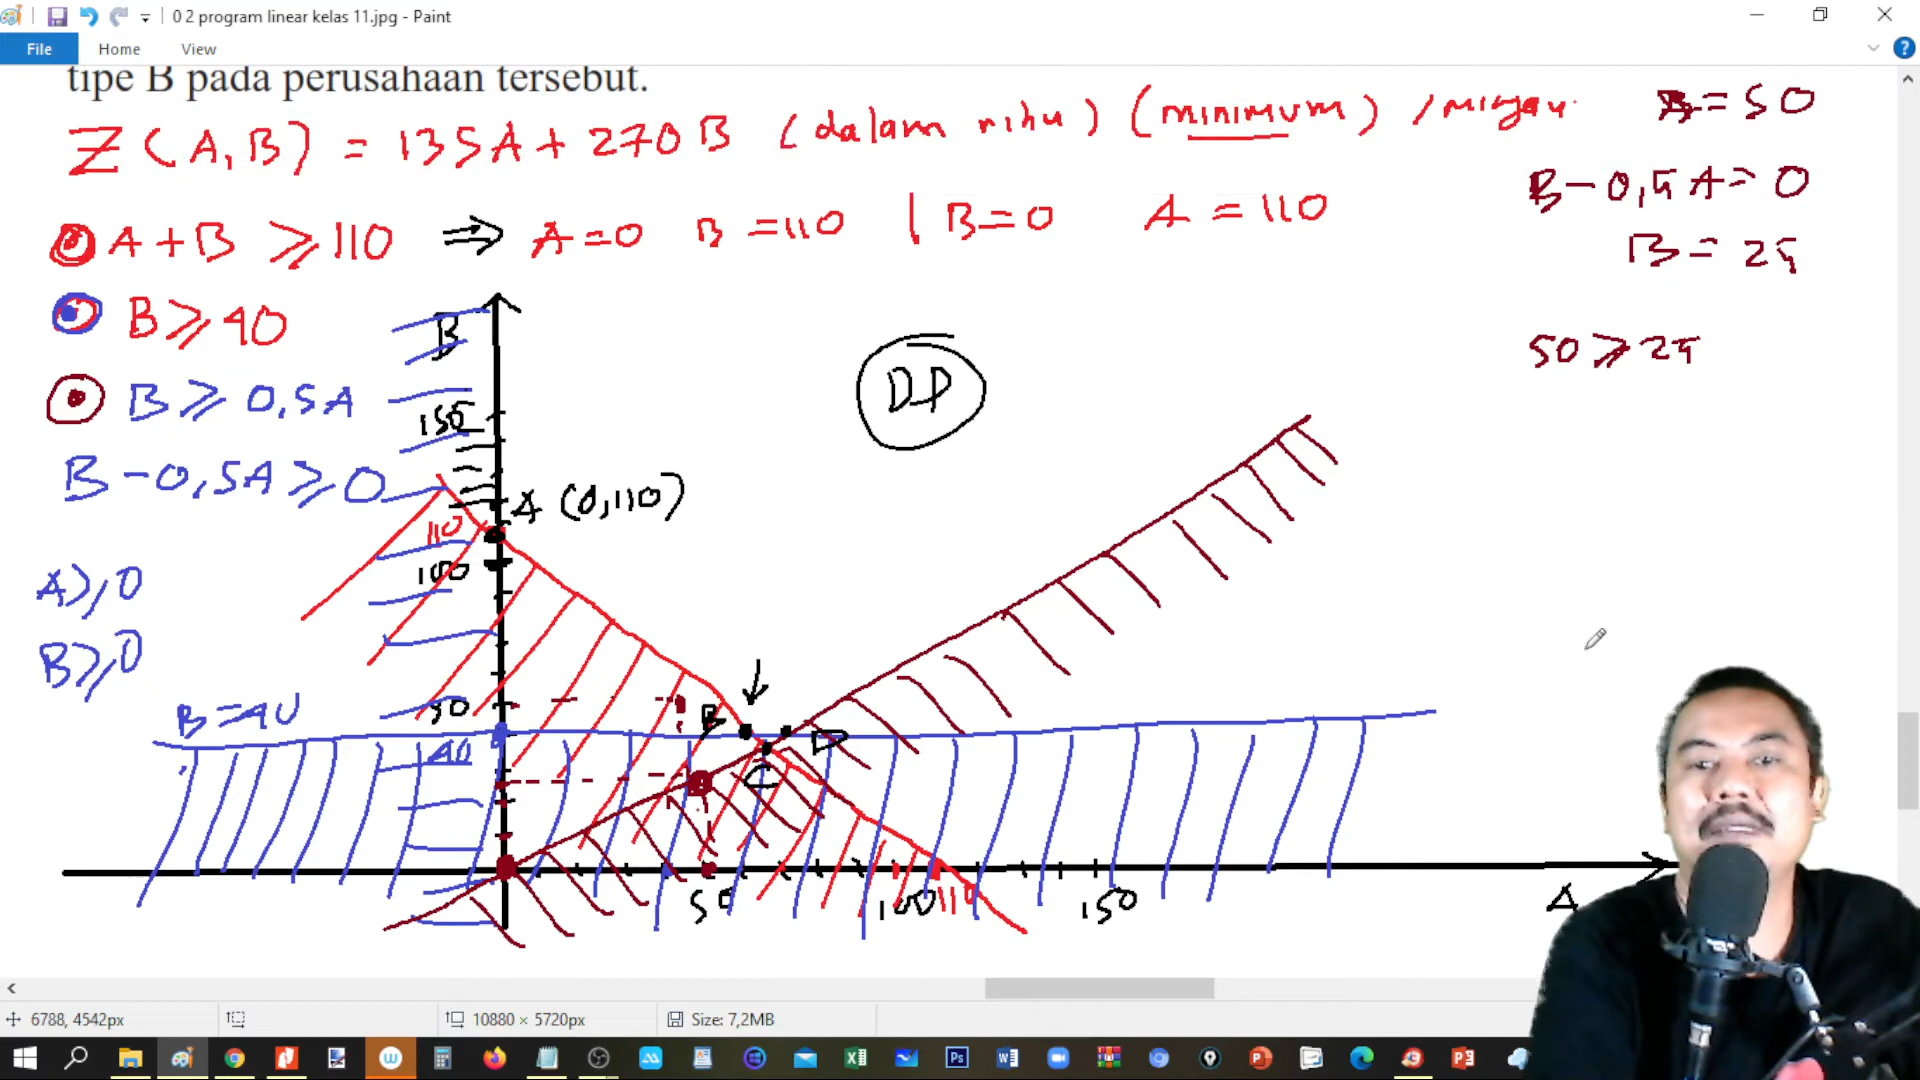 0 2 program linear kelas 11.jpg - Paint
File Home View
tipe B pada perusahaan tersebut.
Z(A,B) = 135A + 270B (dalam ribu) (minimum) /minggu
A + B ≥ 110 ⇒ A = 0 B = 110 | B = 0 A = 110
B ≥ 40
B ≥ 0,5A
B - 0,5A ≥ 0
A ≥ 0
B ≥ 0
= 50
B - 0,5A = 0
B = 25
50 ≥ 25
B
DP
150
A (0,110)
110
100
50
B = 40
40
B
D
C
50
100
110
150
A
6788, 4542px
10880 × 5720px
Size: 7,2MB